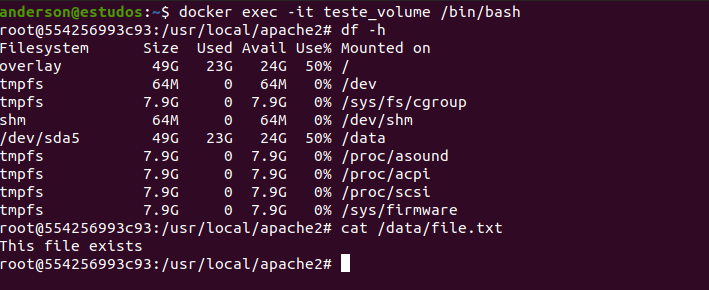 anderson@estudos:~$ docker exec -it teste_volume /bin/bash
root@554256993c93:/usr/local/apache2# df -h
Filesystem      Size  Used Avail Use% Mounted on
overlay          49G   23G   24G  50% /
tmpfs            64M     0   64M   0% /dev
tmpfs           7.9G     0  7.9G   0% /sys/fs/cgroup
shm              64M     0   64M   0% /dev/shm
/dev/sda5        49G   23G   24G  50% /data
tmpfs           7.9G     0  7.9G   0% /proc/asound
tmpfs           7.9G     0  7.9G   0% /proc/acpi
tmpfs           7.9G     0  7.9G   0% /proc/scsi
tmpfs           7.9G     0  7.9G   0% /sys/firmware
root@554256993c93:/usr/local/apache2# cat /data/file.txt
This file exists
root@554256993c93:/usr/local/apache2#